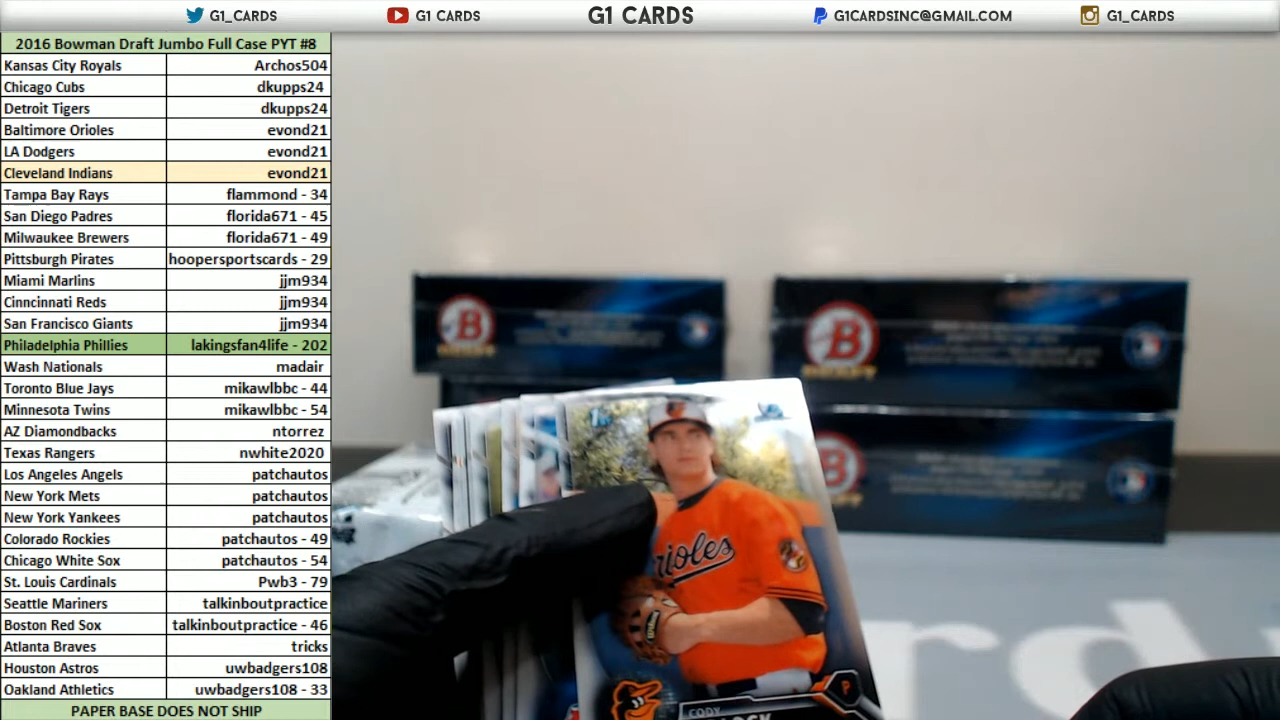 G1_CARDS
G1 CARDS
G1 CARDS
G1CARDSINC@GMAIL.COM
G1_CARDS
2016 Bowman Draft Jumbo Full Case PYT #8
Kansas City Royals Archos504
Chicago Cubs dkupps24
Detroit Tigers dkupps24
Baltimore Orioles evond21
LA Dodgers evond21
Cleveland Indians evond21
Tampa Bay Rays flammond - 34
San Diego Padres florida671 - 45
Milwaukee Brewers florida671 - 49
Pittsburgh Pirates hoopersportscards - 29
Miami Marlins jjm934
Cinncinnati Reds jjm934
San Francisco Giants jjm934
Philadelphia Phillies lakingsfan4life - 202
Wash Nationals madair
Toronto Blue Jays mikawlbbc - 44
Minnesota Twins mikawlbbc - 54
AZ Diamondbacks ntorrez
Texas Rangers nwhite2020
Los Angeles Angels patchautos
New York Mets patchautos
New York Yankees patchautos
Colorado Rockies patchautos - 49
Chicago White Sox patchautos - 54
St. Louis Cardinals Pwb3 - 79
Seattle Mariners talkinboutpractice
Boston Red Sox talkinboutpractice - 46
Atlanta Braves tricks
Houston Astros uwbadgers108
Oakland Athletics uwbadgers108 - 33
PAPER BASE DOES NOT SHIP
B
B
CODY
P